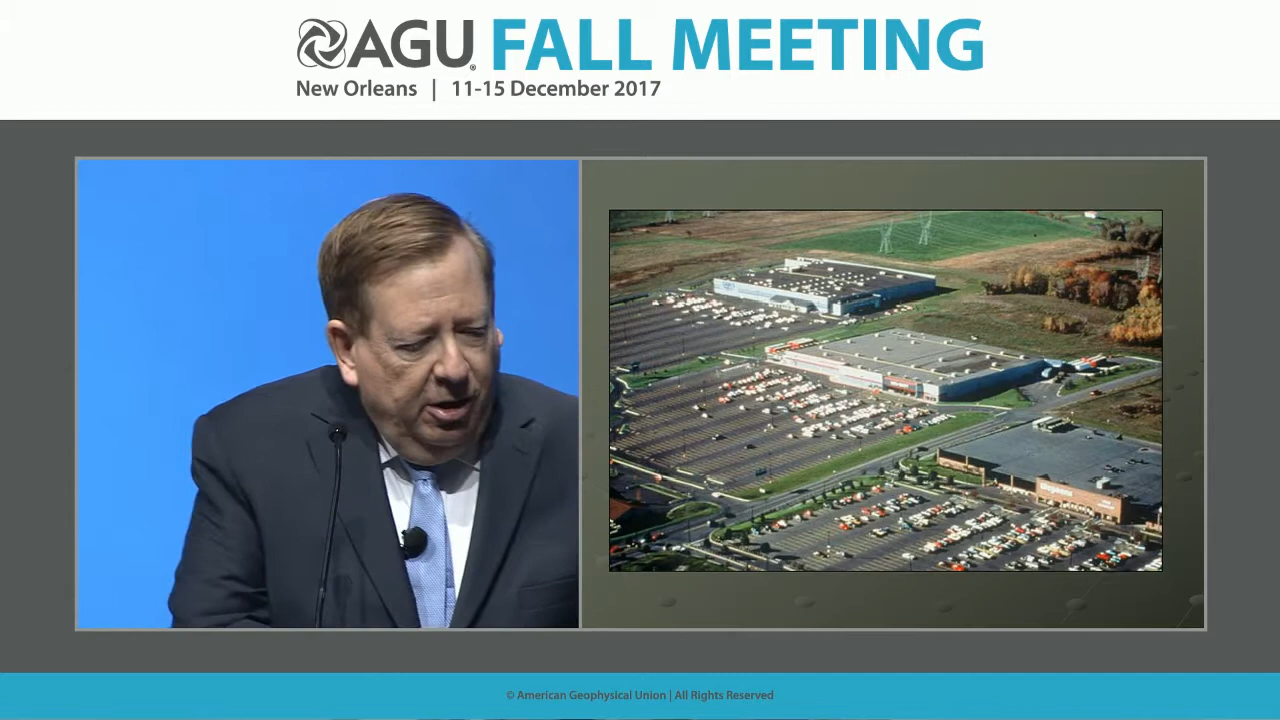 AGU FALL MEETING
New Orleans | 11-15 December 2017
© American Geophysical Union | All Rights Reserved